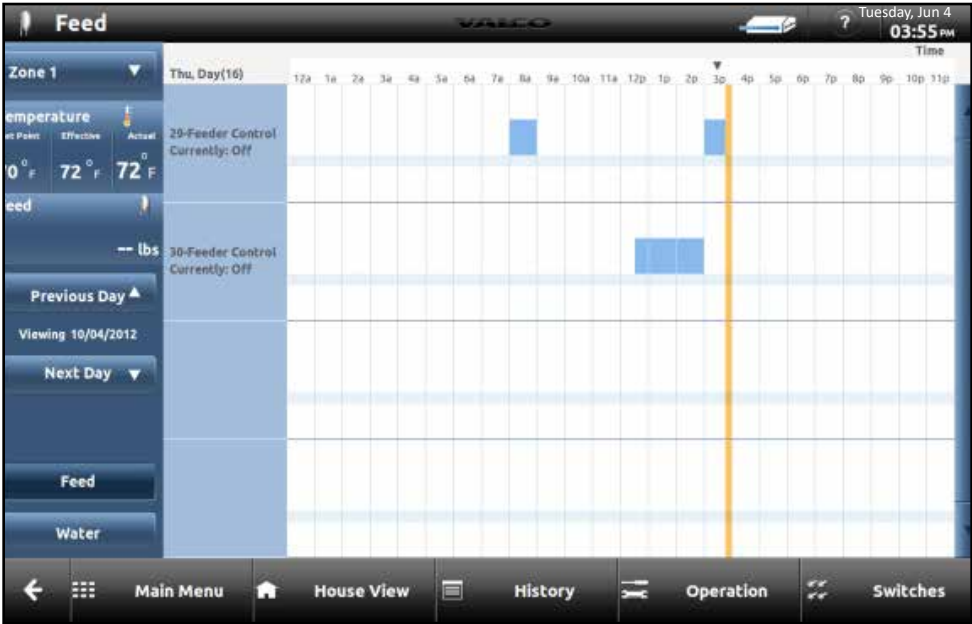 Feed
VALCO
?
Tuesday, Jun 4
03:55 PM
Time
Zone 1
Thu, Day(16)
12a 1a 2a 3a 4a 5a 6a 7a 8a 9a 10a 11a 12p 1p 2p 3p 4p 5p 6p 7p 8p 9p 10p 11p
emperature
et Point Effective Actual
0°F 72°F 72°F
29-Feeder Control
Currently: Off
eed
-- lbs
30-Feeder Control
Currently: Off
Previous Day
Viewing 10/04/2012
Next Day
Feed
Water
Main Menu House View History Operation Switches